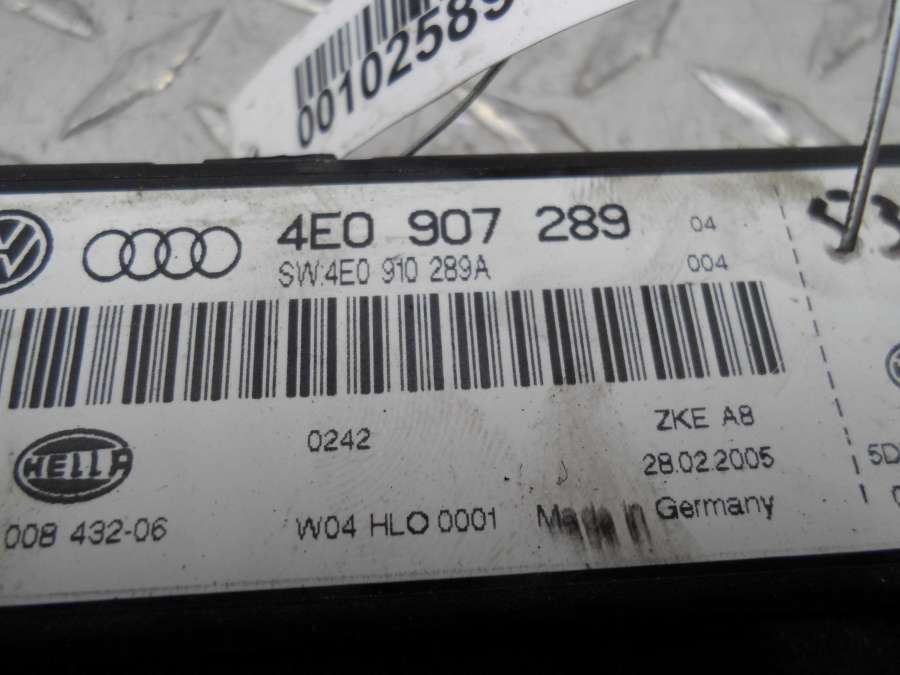 00102589
4E0 907 289 04
SW:4E0 910 289A 004
0242 ZKE A8
HELLA 28.02.2005
008 432-06 W04 HLO 0001 Made in Germany
5D